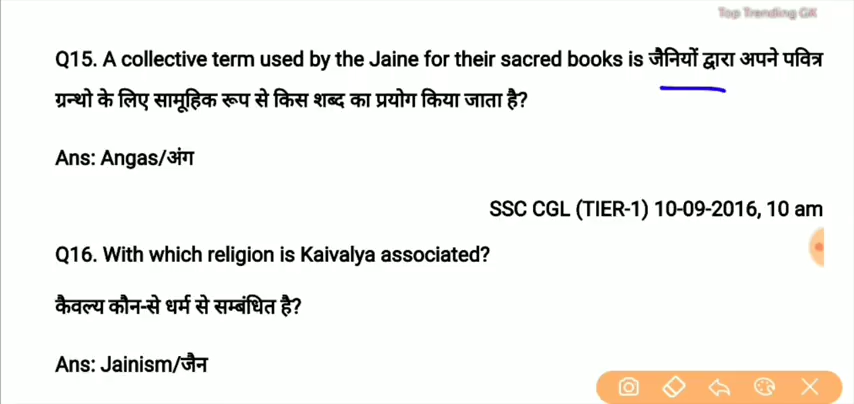 Top Trending GK
Q15. A collective term used by the Jaine for their sacred books is जैनियों द्वारा अपने पवित्र
ग्रन्थो के लिए सामूहिक रूप से किस शब्द का प्रयोग किया जाता है?
Ans: Angas/अंग
SSC CGL (TIER-1) 10-09-2016, 10 am
Q16. With which religion is Kaivalya associated?
कैवल्य कौन-से धर्म से सम्बंधित है?
Ans: Jainism/जैन